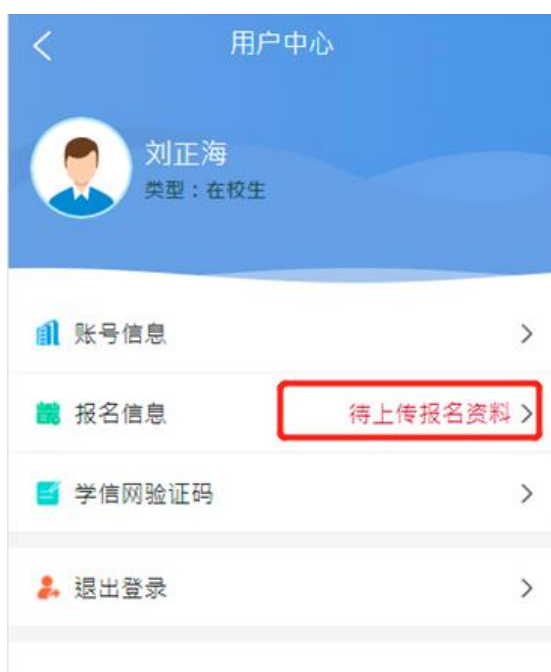 用户中心
刘正海
类型：在校生
账号信息
报名信息 待上传报名资料
学信网验证码
退出登录